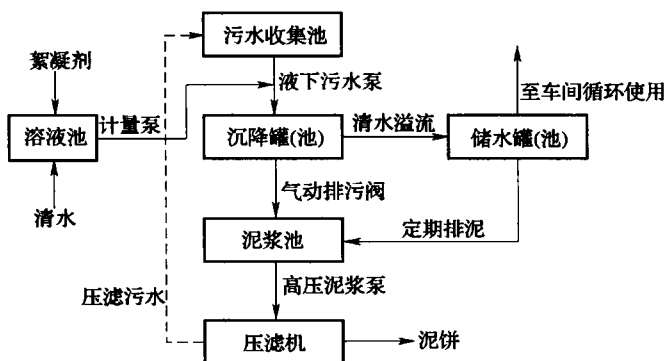 污水收集池
絮凝剂
液下污水泵
至车间循环使用
计量泵
溶液池
沉降罐(池)
清水溢流
储水罐(池)
清水
气动排污阀
泥浆池
定期排泥
压滤污水
高压泥浆泵
压滤机
泥饼